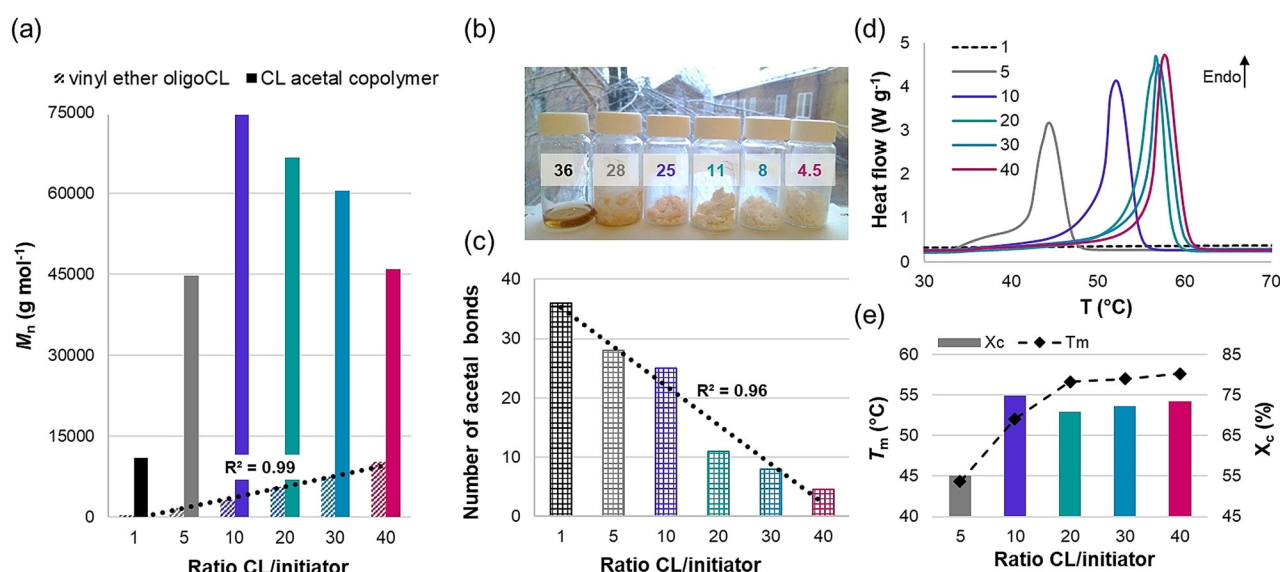 (a)
vinyl ether oligoCL
CL acetal copolymer
75000
60000
45000
30000
15000
0
Mn (g mol-1)
R² = 0.99
1 5 10 20 30 40
Ratio CL/initiator
(b)
36 28 25 11 8 4.5
(c)
40
30
20
10
0
Number of acetal bonds
R² = 0.96
1 5 10 20 30 40
Ratio CL/initiator
(d)
5
4
3
2
1
0
Heat flow (W g-1)
1
5
10
20
30
40
Endo
30 40 50 60 70
T (°C)
(e)
Xc Tm
60
55
50
45
40
Tm (°C)
85
75
65
55
45
Xc (%)
5 10 20 30 40
Ratio CL/initiator